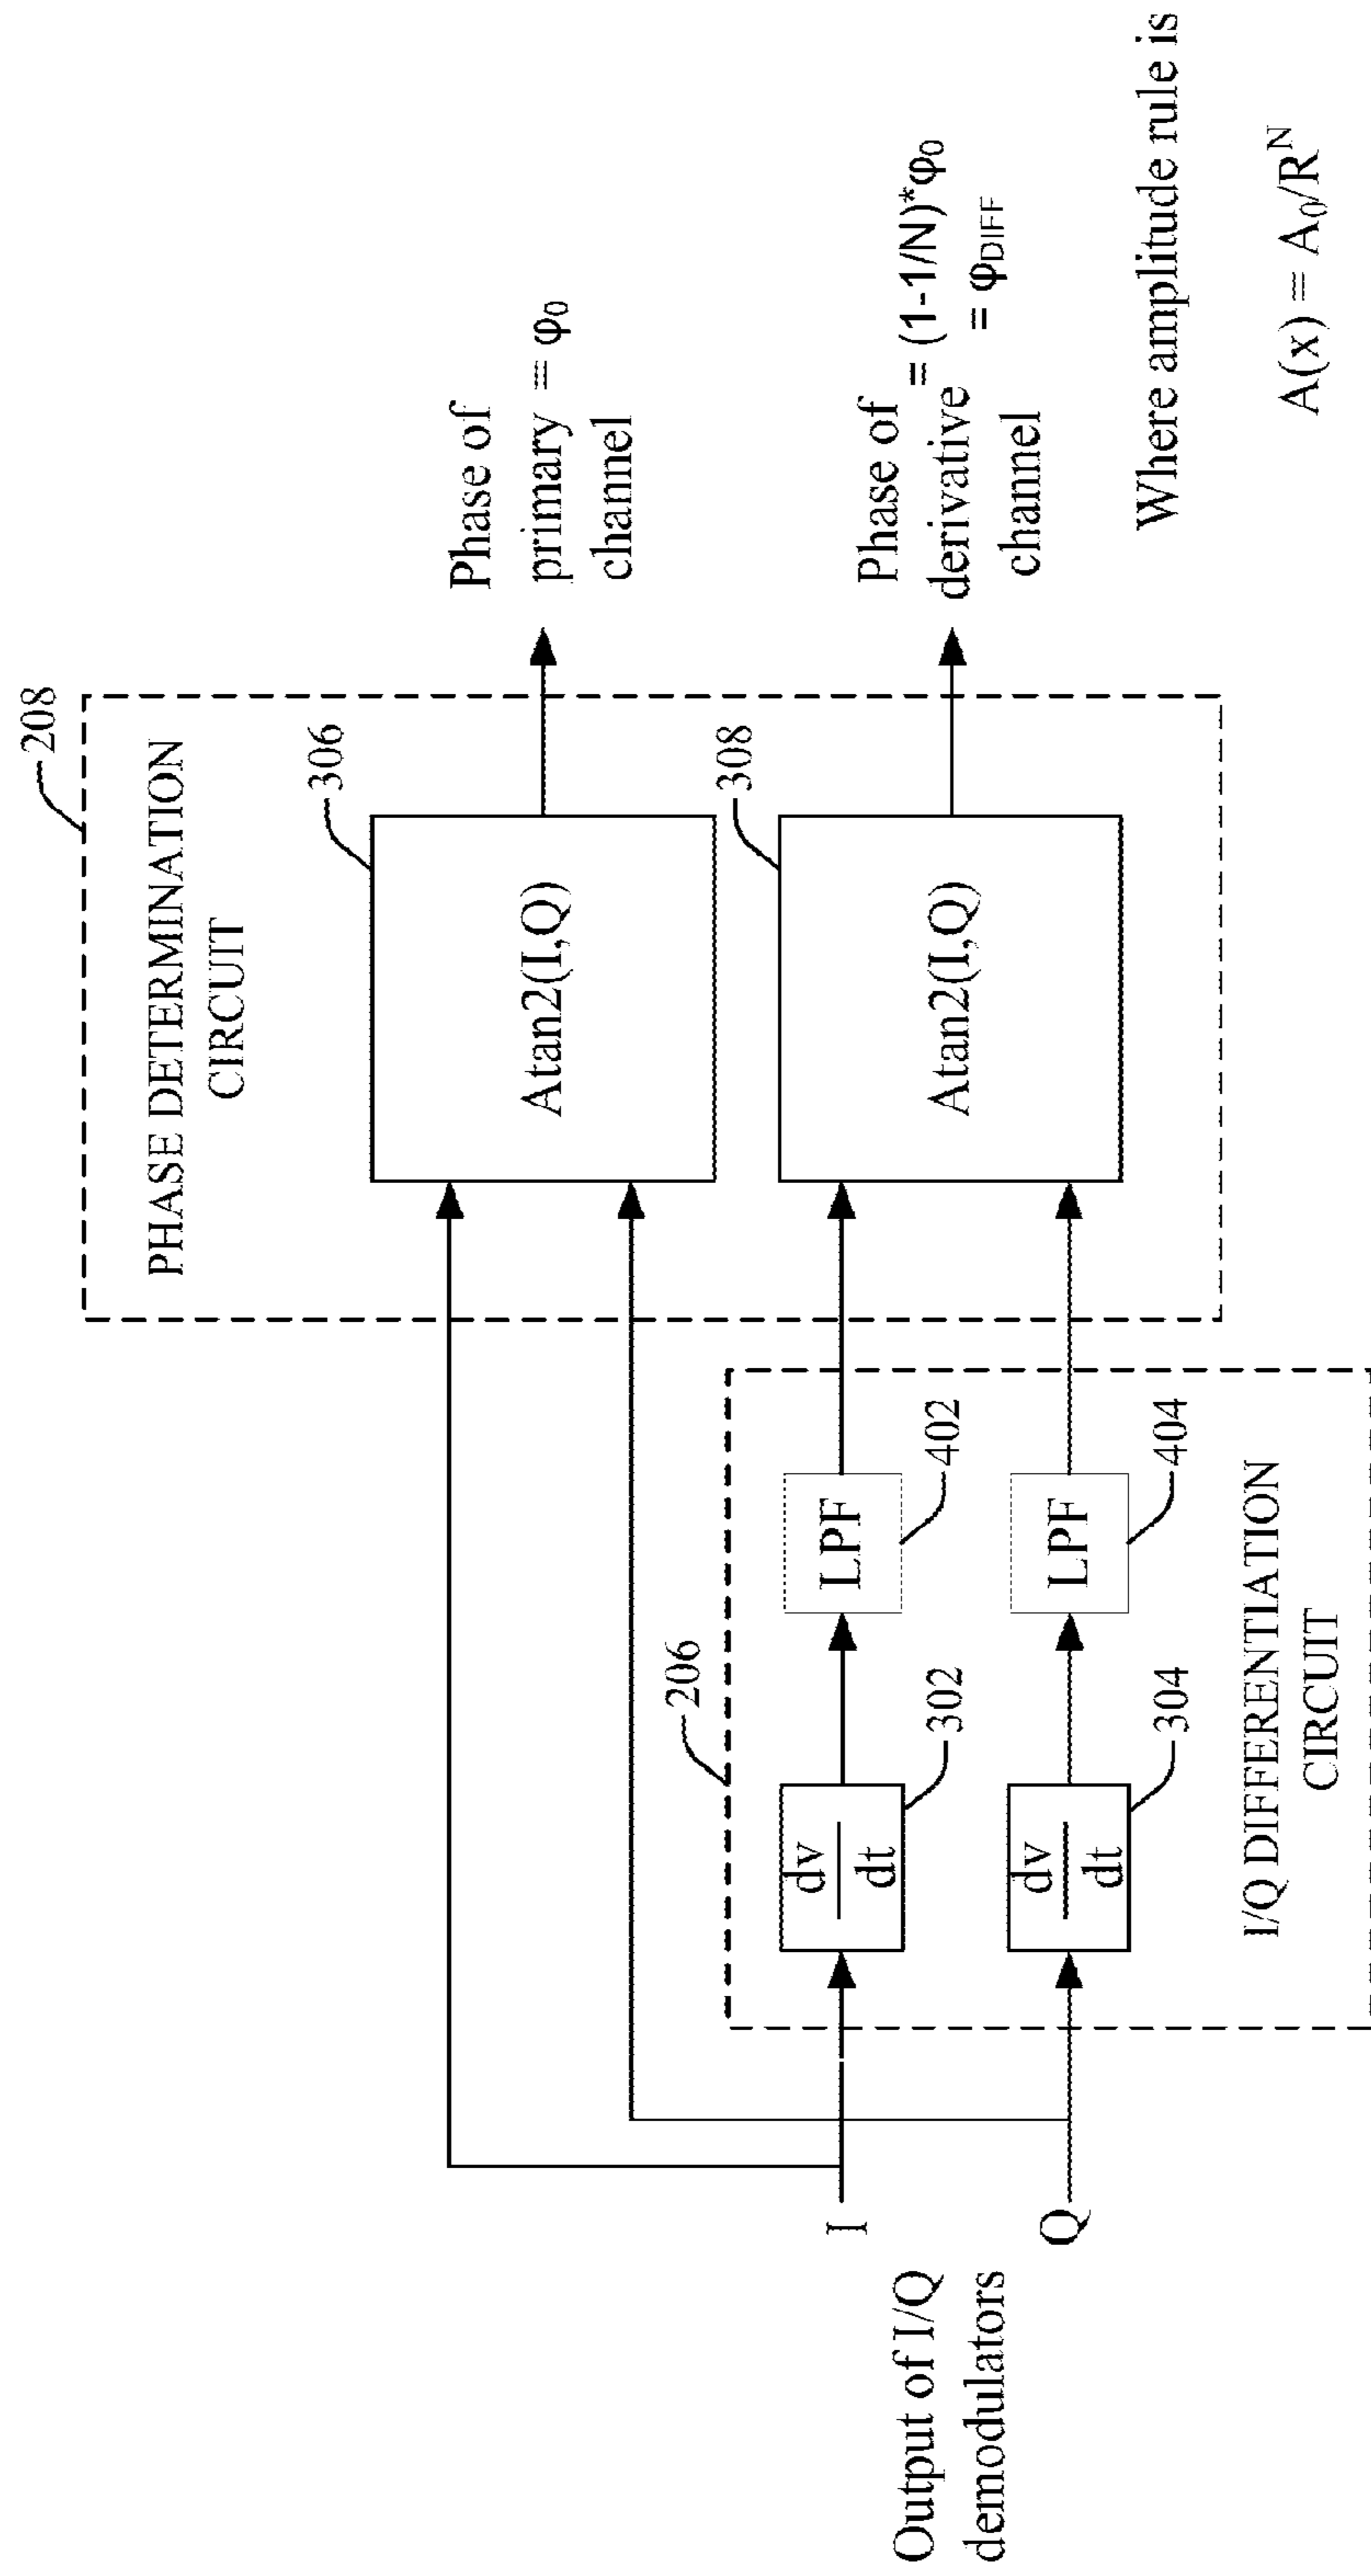 208
PHASE DETERMINATION
CIRCUIT
306
Atan2(I,Q)
Phase of
primary = φ₀
channel
308
Atan2(I,Q)
Phase of
derivative = (1-1/N)*φ₀
channel = φDIFF
Where amplitude rule is
A(x) = A₀/Rᴺ
206
I
dv
dt
302
LPF
402
Output of I/Q
demodulators
Q
dv
dt
304
LPF
404
I/Q DIFFERENTIATION
CIRCUIT